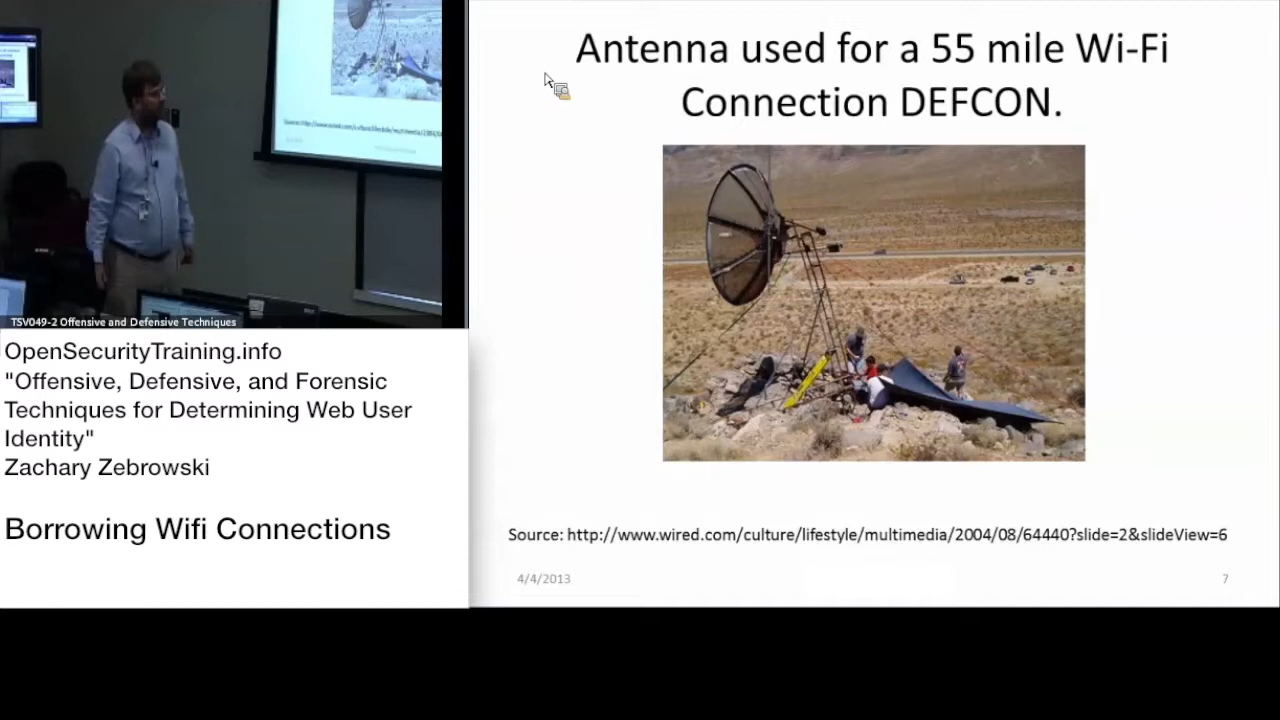 Antenna used for a 55 mile Wi-Fi
Connection DEFCON.
Source: http://www.wired.com/culture/lifestyle/multimedia/2004/08/64440?slide=2&slideView=6
4/4/2013
7
TSV049-2 Offensive and Defensive Techniques
OpenSecurityTraining.info
"Offensive, Defensive, and Forensic
Techniques for Determining Web User
Identity"
Zachary Zebrowski
Borrowing Wifi Connections